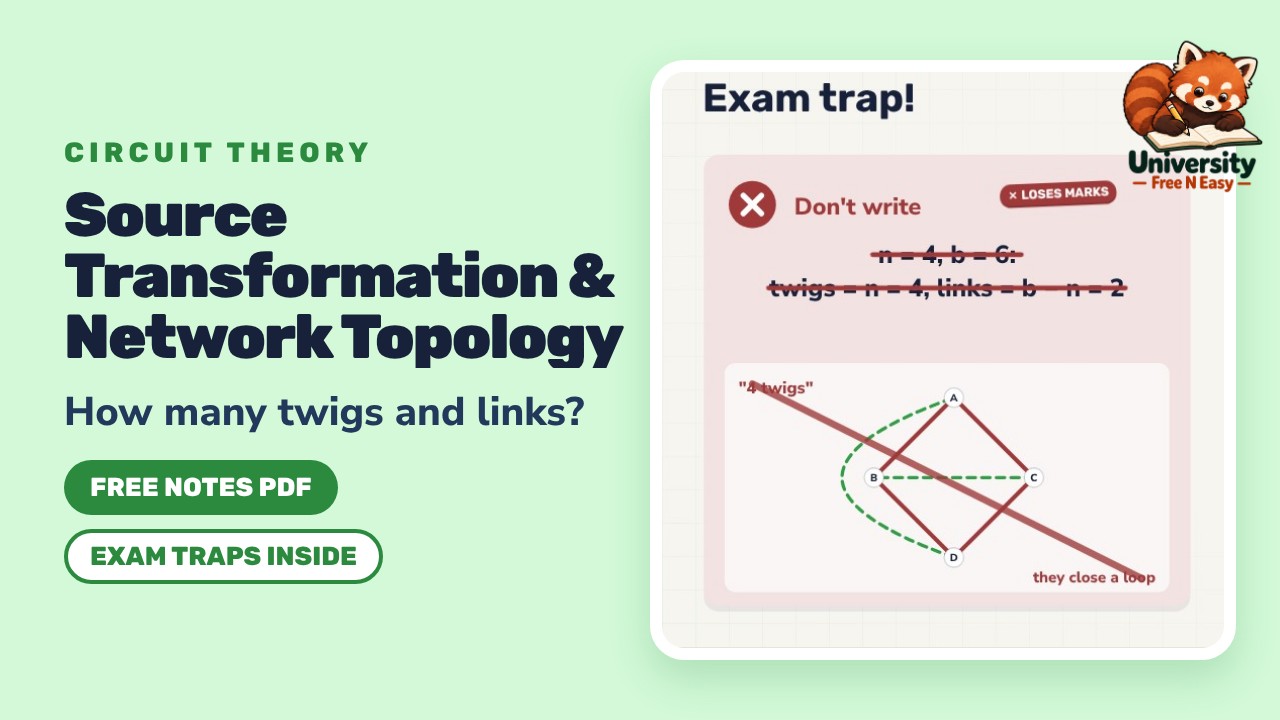 CIRCUIT THEORY
Source
Transformation &
Network Topology
How many twigs and links?
FREE NOTES PDF
EXAM TRAPS INSIDE
Exam trap!
Don't write
× LOSES MARKS
n = 4, b = 6:
twigs = n = 4, links = b − n = 2
"4 twigs"
A
B
C
D
they close a loop
University
Free N Easy